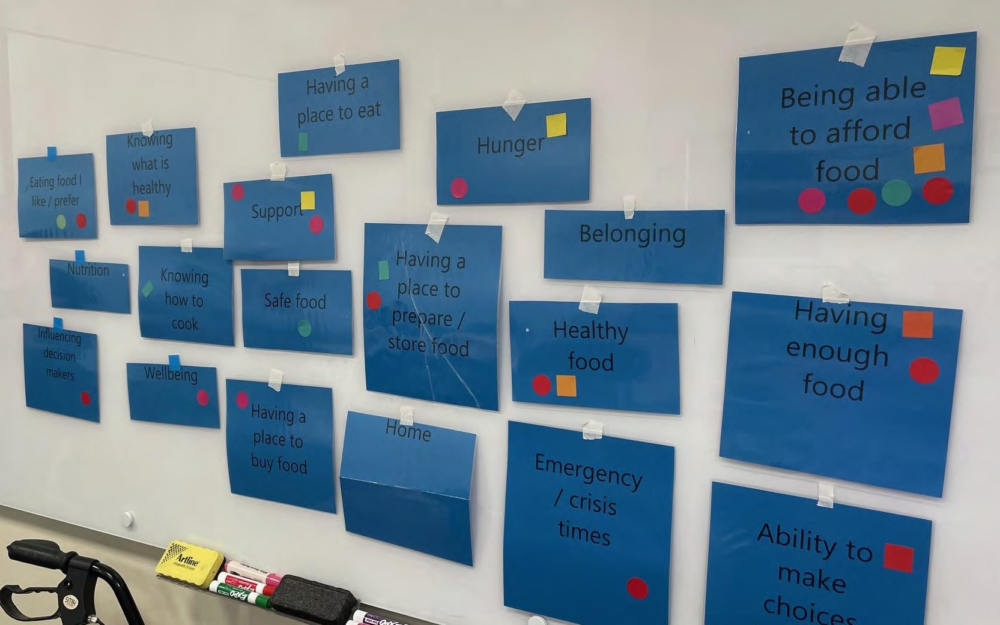 Having a
place to eat
Hunger
Being able
to afford
food
Knowing
what is
healthy
Eating food I
like / prefer
Support
Belonging
Nutrition
Knowing
how to
cook
Safe food
Having a
place to
prepare /
store food
Healthy
food
Having
enough
food
Influencing
decision
makers
Wellbeing
Having a
place to
buy food
Home
Emergency
/ crisis
times
Ability to
make
choices
Artline
EXPO
EXPO
EXPO